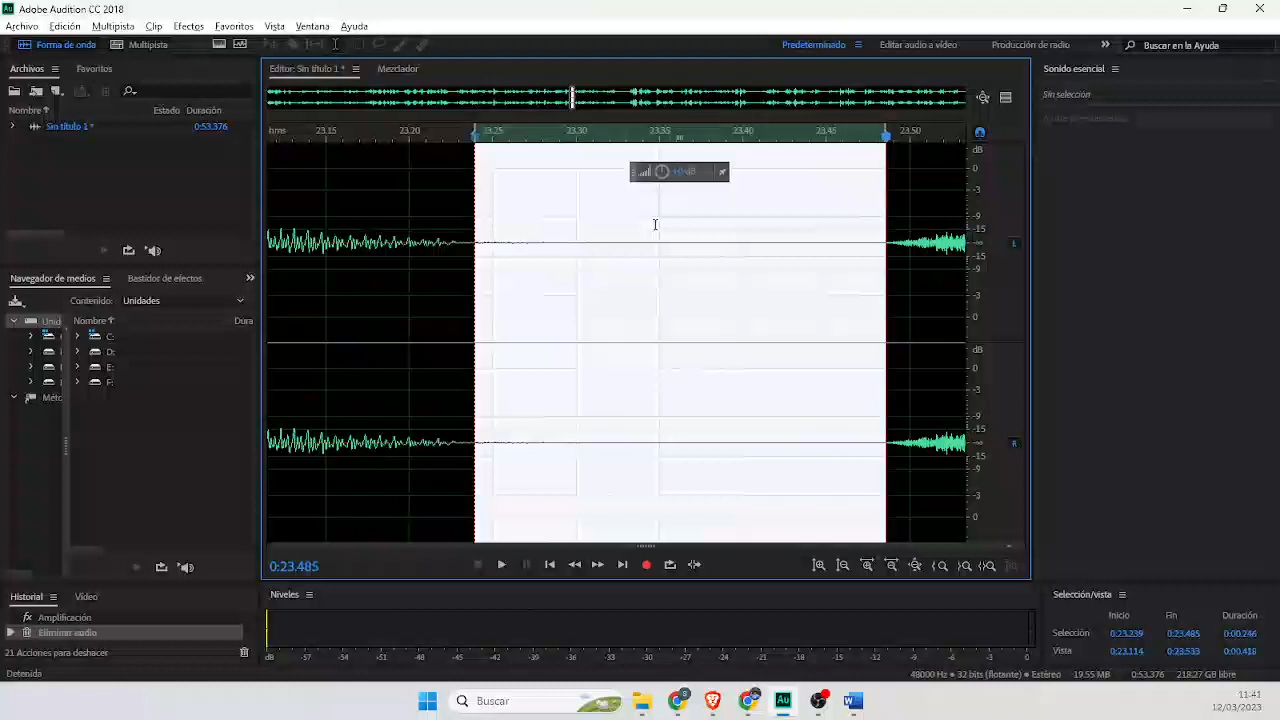 Adobe Audition CC 2018
Archivo Edición Multipista Clip Efectos Favoritos Vista Ventana Ayuda
Forma de onda Multipista Predeterminado Editar audio a vídeo Producción de radio Buscar en la Ayuda
Archivos Favoritos
Nombre Estado Duración
Sin título 1 * 0:53.376
Editor: Sin título 1 * Mezclador
hms 23.15 23.20 23.25 23.30 23.35 23.40 23.45 23.50
+0 dB
dB
0
-3
-9
-15
-∞
-15
-9
-3
0
L
dB
0
-3
-9
-15
-∞
-15
-9
-3
0
R
Sonido esencial
Sin selección
Navegador de medios Bastidor de efectos
Contenido: Unidades
Unid Nombre Dura
C:
D:
E:
F:
Méto
0:23.485
Historial Vídeo
fx Amplificación
Eliminar audio
21 Acciones para deshacer
Detenida
Niveles
dB -57 -54 -51 -48 -45 -42 -39 -36 -33 -30 -27 -24 -21 -18 -15 -12 -9 -6 -3 0
Selección/vista
Inicio Fin Duración
Selección 0:23.239 0:23.485 0:00.246
Vista 0:23.114 0:23.533 0:00.418
48000 Hz • 32 bits (flotante) • Estéreo 19.55 MB 0:53.376 218.27 GB libre
Buscar
11:41
12/03/2023